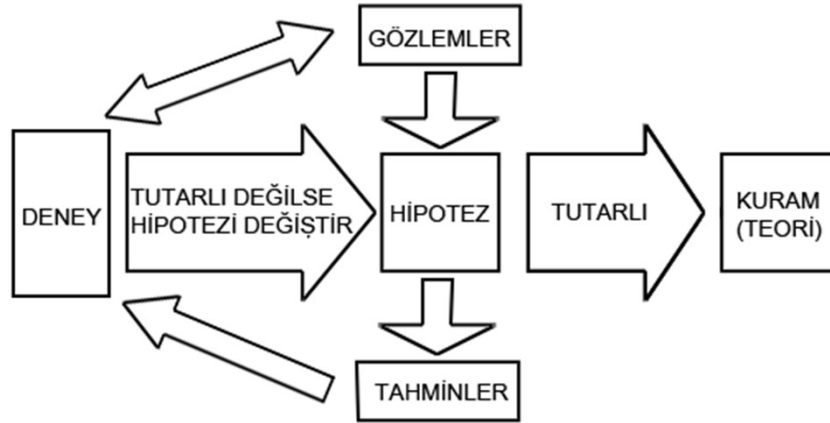 GÖZLEMLER
DENEY
TUTARLI DEĞİLSE
HİPOTEZİ DEĞİŞTİR
HİPOTEZ
TUTARLI
KURAM
(TEORİ)
TAHMİNLER